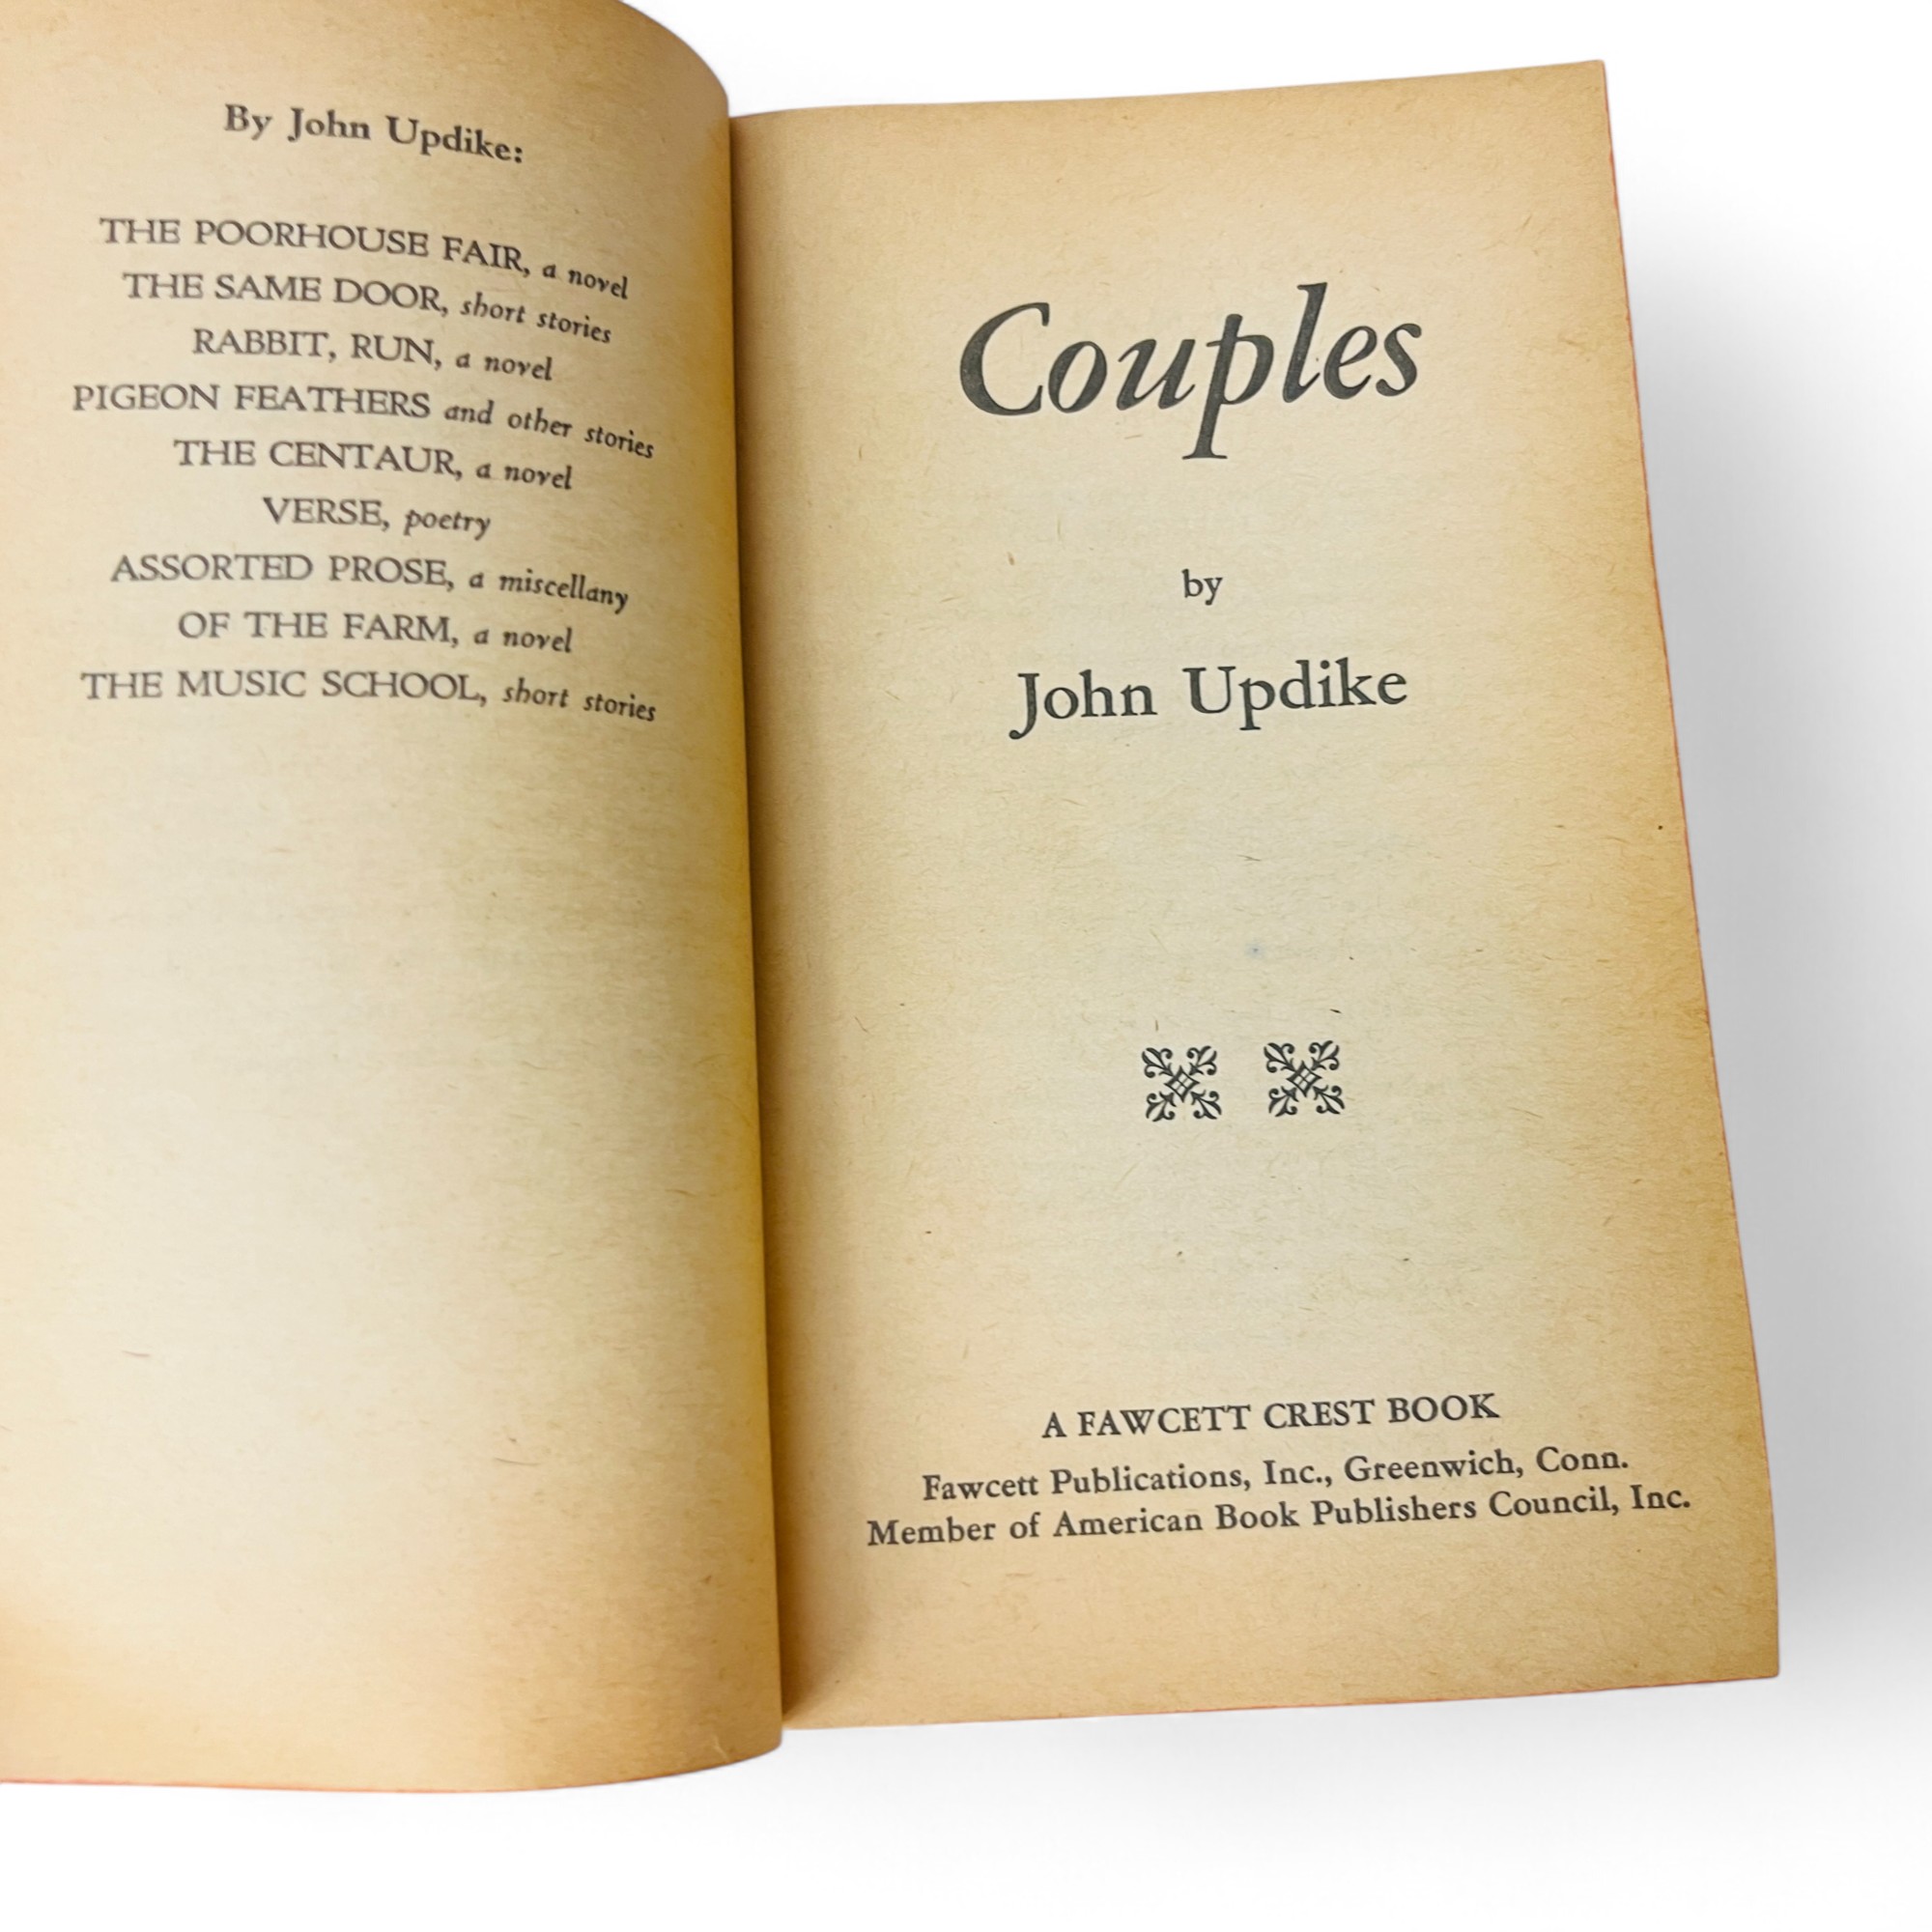 By John Updike:
THE POORHOUSE FAIR, a novel
THE SAME DOOR, short stories
RABBIT, RUN, a novel
PIGEON FEATHERS and other stories
THE CENTAUR, a novel
VERSE, poetry
ASSORTED PROSE, a miscellany
OF THE FARM, a novel
THE MUSIC SCHOOL, short stories
Couples
by
John Updike
A FAWCETT CREST BOOK
Fawcett Publications, Inc., Greenwich, Conn.
Member of American Book Publishers Council, Inc.